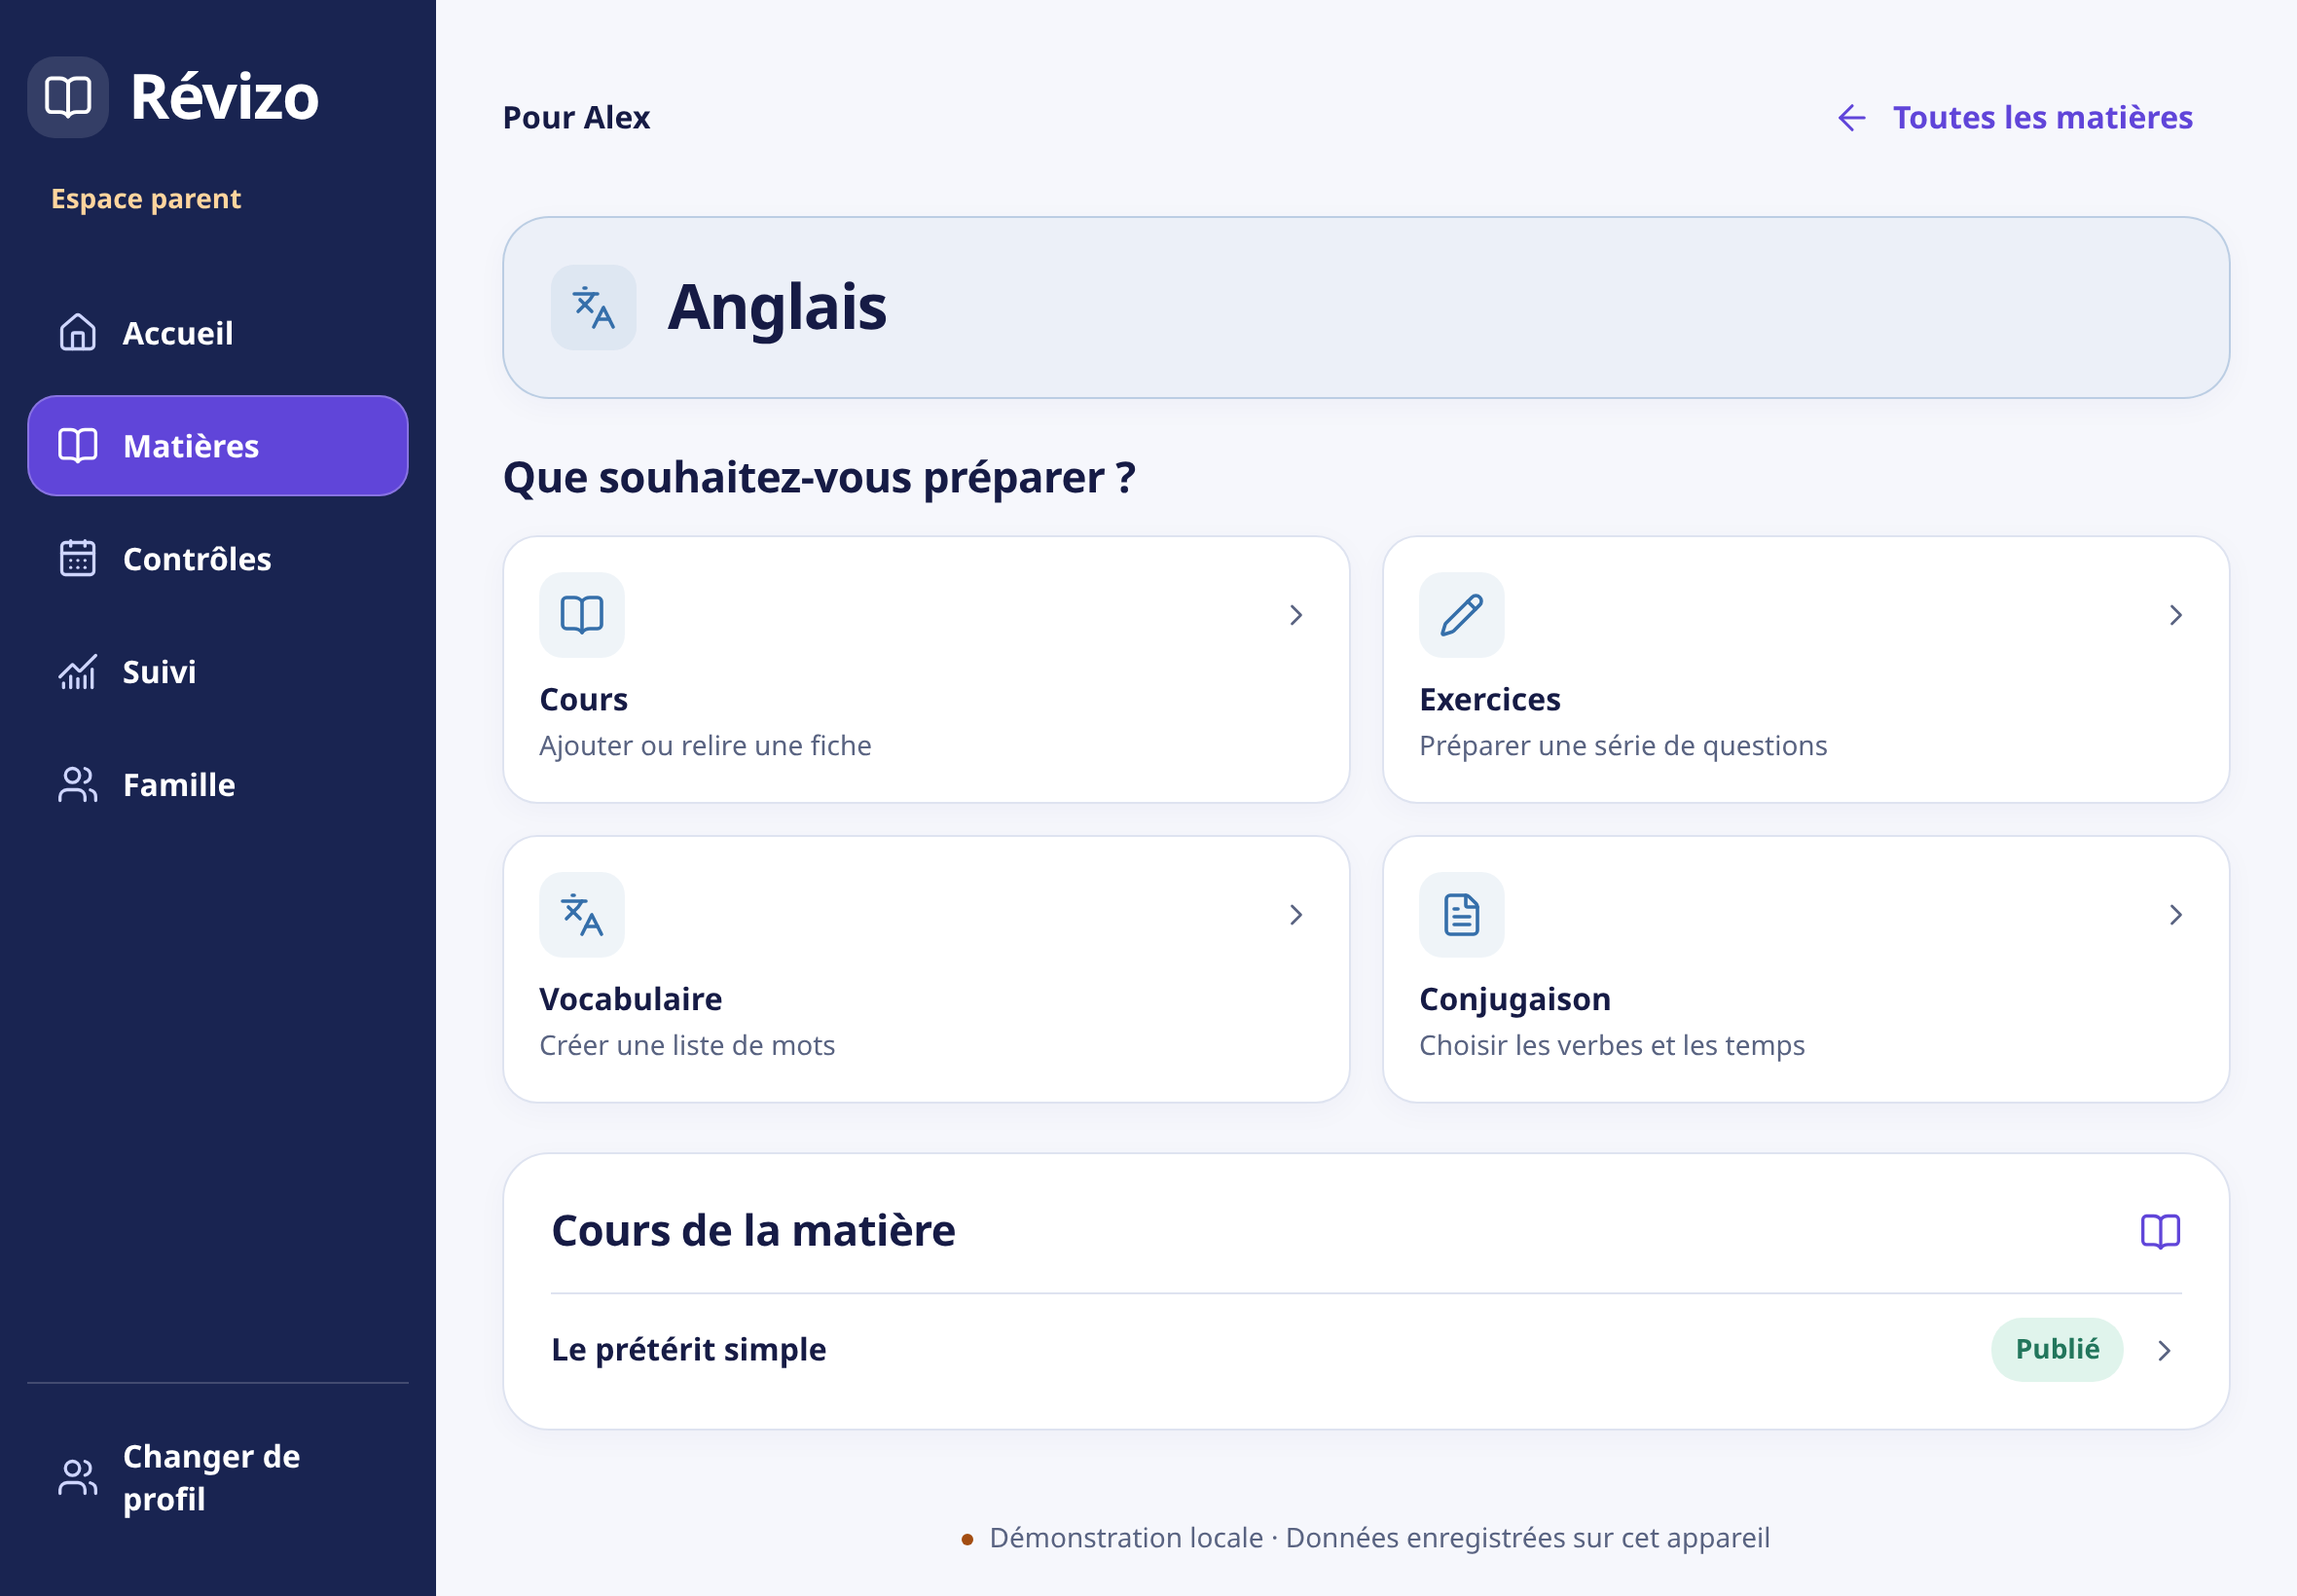 Révizo
Espace parent
Accueil
Matières
Contrôles
Suivi
Famille
Changer de
profil
Pour Alex
Toutes les matières
Anglais
Que souhaitez-vous préparer ?
Cours
Ajouter ou relire une fiche
Exercices
Préparer une série de questions
Vocabulaire
Créer une liste de mots
Conjugaison
Choisir les verbes et les temps
Cours de la matière
Le prétérit simple
Publié
Démonstration locale · Données enregistrées sur cet appareil